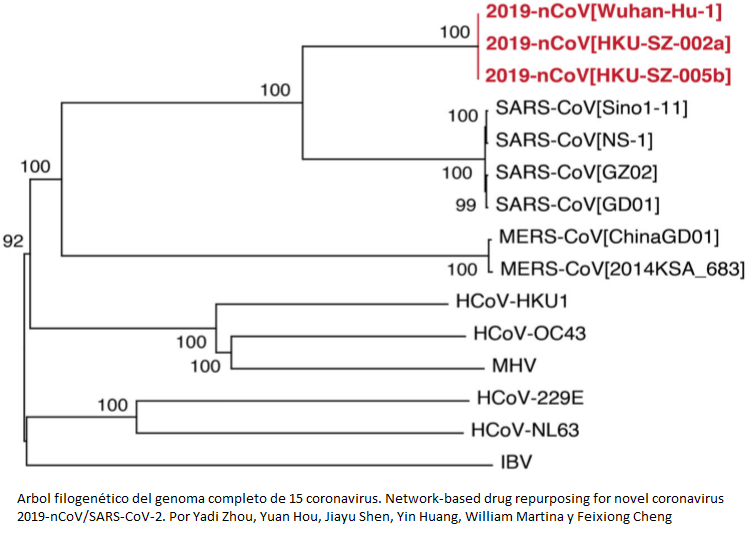 2019-nCoV[Wuhan-Hu-1]
100
2019-nCoV[HKU-SZ-002a]
2019-nCoV[HKU-SZ-005b]
100
SARS-CoV[Sino1-11]
100
SARS-CoV[NS-1]
100
100
SARS-CoV[GZ02]
99
SARS-CoV[GD01]
92
MERS-CoV[ChinaGD01]
100
MERS-CoV[2014KSA_683]
HCoV-HKU1
HCoV-OC43
100
100
MHV
HCoV-229E
100
HCoV-NL63
IBV
Arbol filogenético del genoma completo de 15 coronavirus. Network-based drug repurposing for novel coronavirus
2019-nCoV/SARS-CoV-2. Por Yadi Zhou, Yuan Hou, Jiayu Shen, Yin Huang, William Martina y Feixiong Cheng